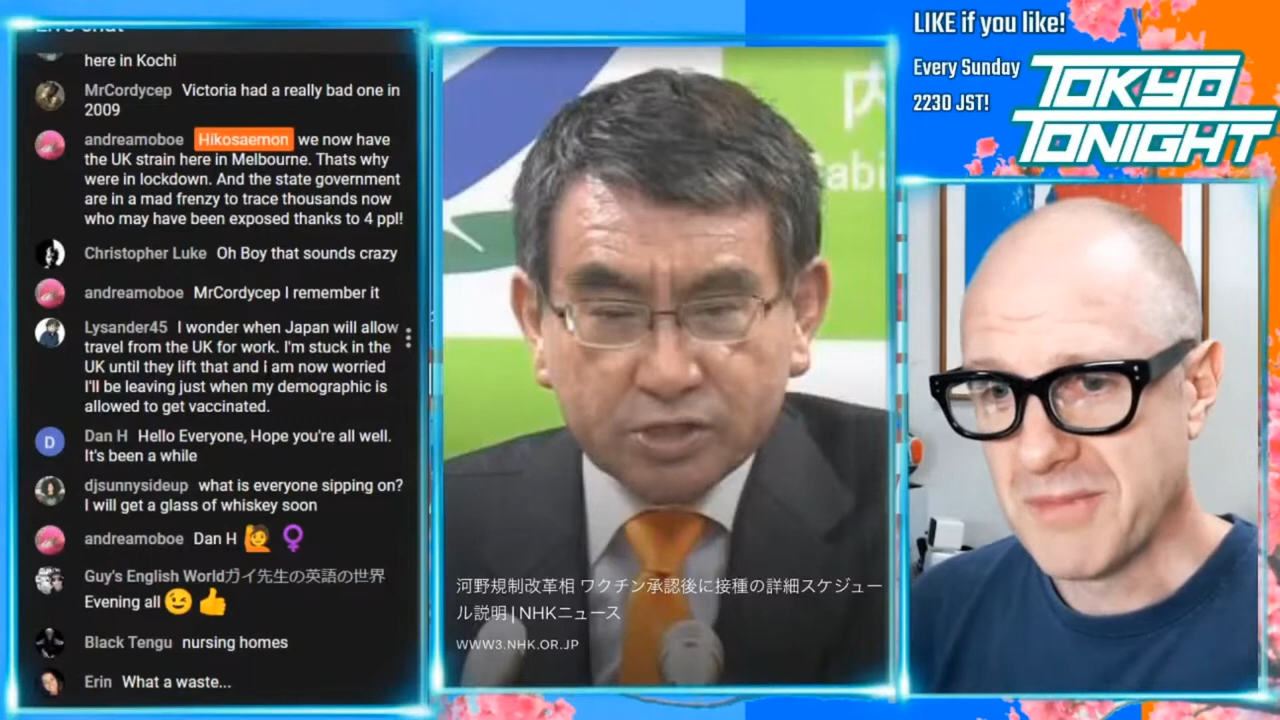 Live chat
here in Kochi
MrCordycep Victoria had a really bad one in
2009
andreamoboe Hikosaemon we now have
the UK strain here in Melbourne. Thats why
were in lockdown. And the state government
are in a mad frenzy to trace thousands now
who may have been exposed thanks to 4 ppl!
Christopher Luke Oh Boy that sounds crazy
andreamoboe MrCordycep I remember it
Lysander45 I wonder when Japan will allow
travel from the UK for work. I'm stuck in the
UK until they lift that and i am now worried
I'll be leaving just when my demographic is
allowed to get vaccinated.
D
Dan H Hello Everyone, Hope you're all well.
It's been a while
djsunnysideup what is everyone sipping on?
I will get a glass of whiskey soon
andreamoboe Dan H 🙋‍♀️
Guy's English Worldガイ先生の英語の世界
Evening all 😉 👍
Black Tengu nursing homes
Erin What a waste...
内
Cabi
河野規制改革相 ワクチン承認後に接種の詳細スケジュー
ル説明 | NHKニュース
WWW3.NHK.OR.JP
LIKE if you like!
Every Sunday
2230 JST!
TOKYO
TONIGHT